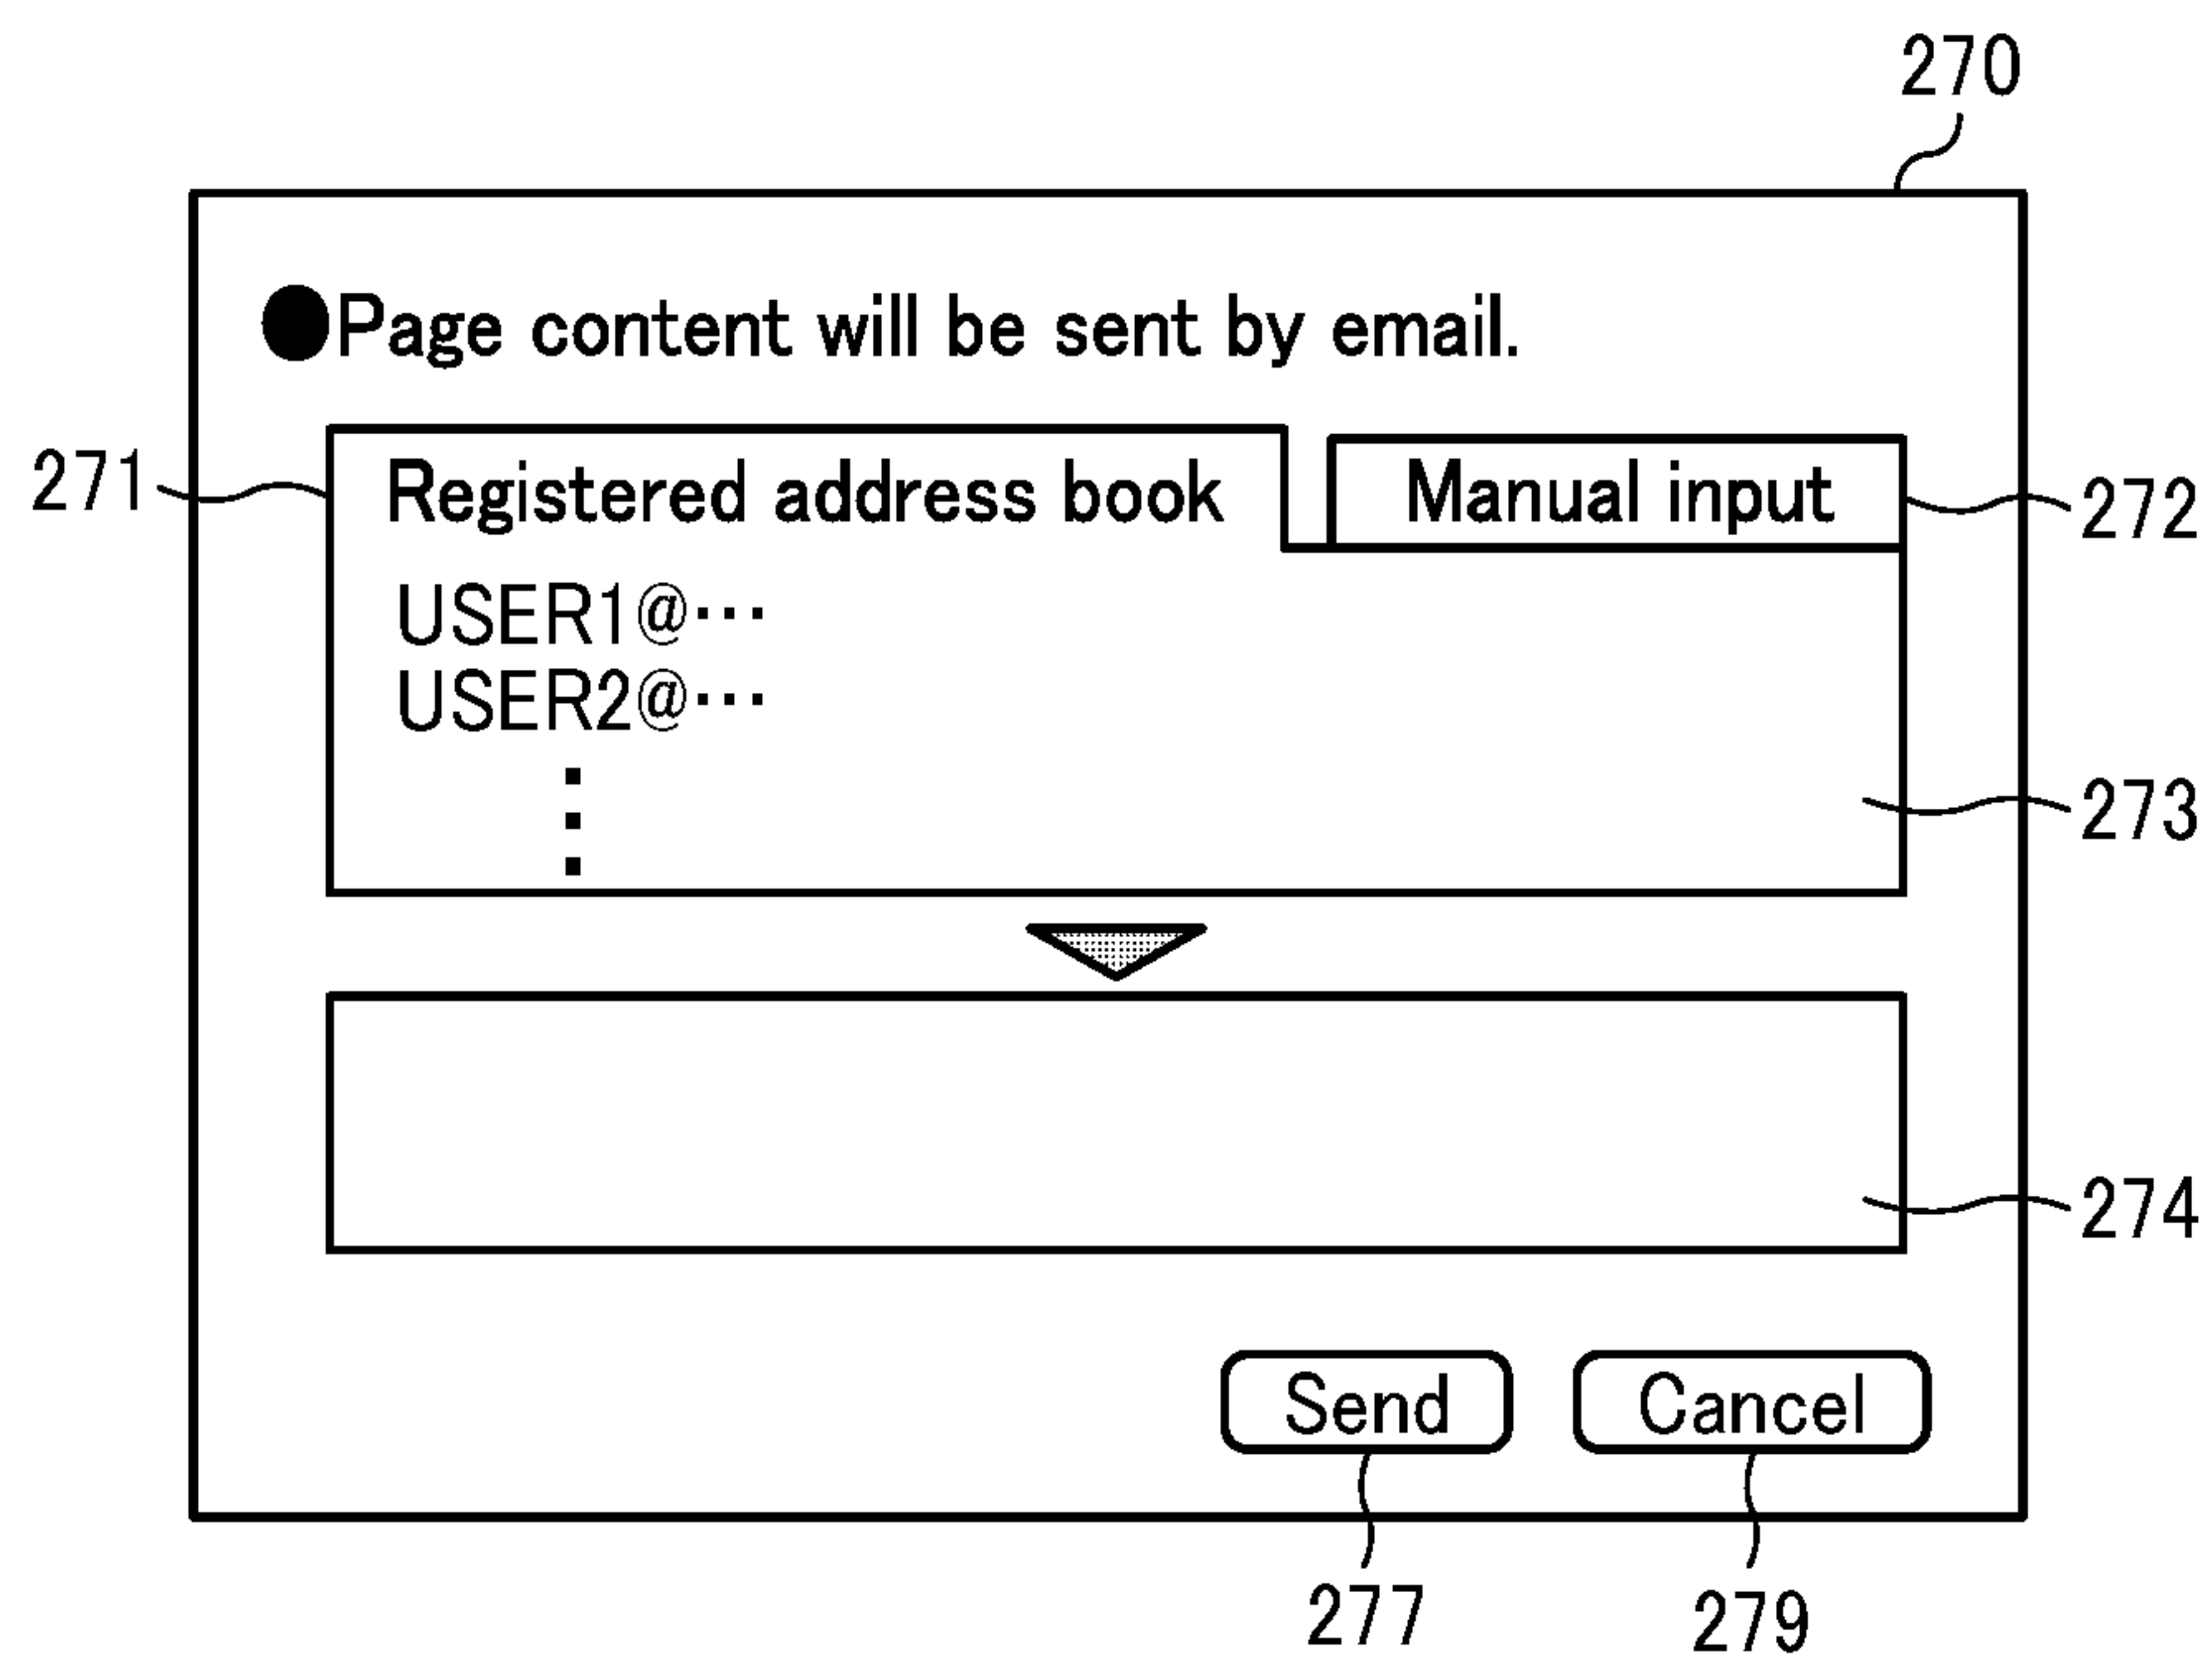 270
●Page content will be sent by email.
271
Registered address book
Manual input
272
USER1@･･･
USER2@･･･
273
274
Send
Cancel
277
279